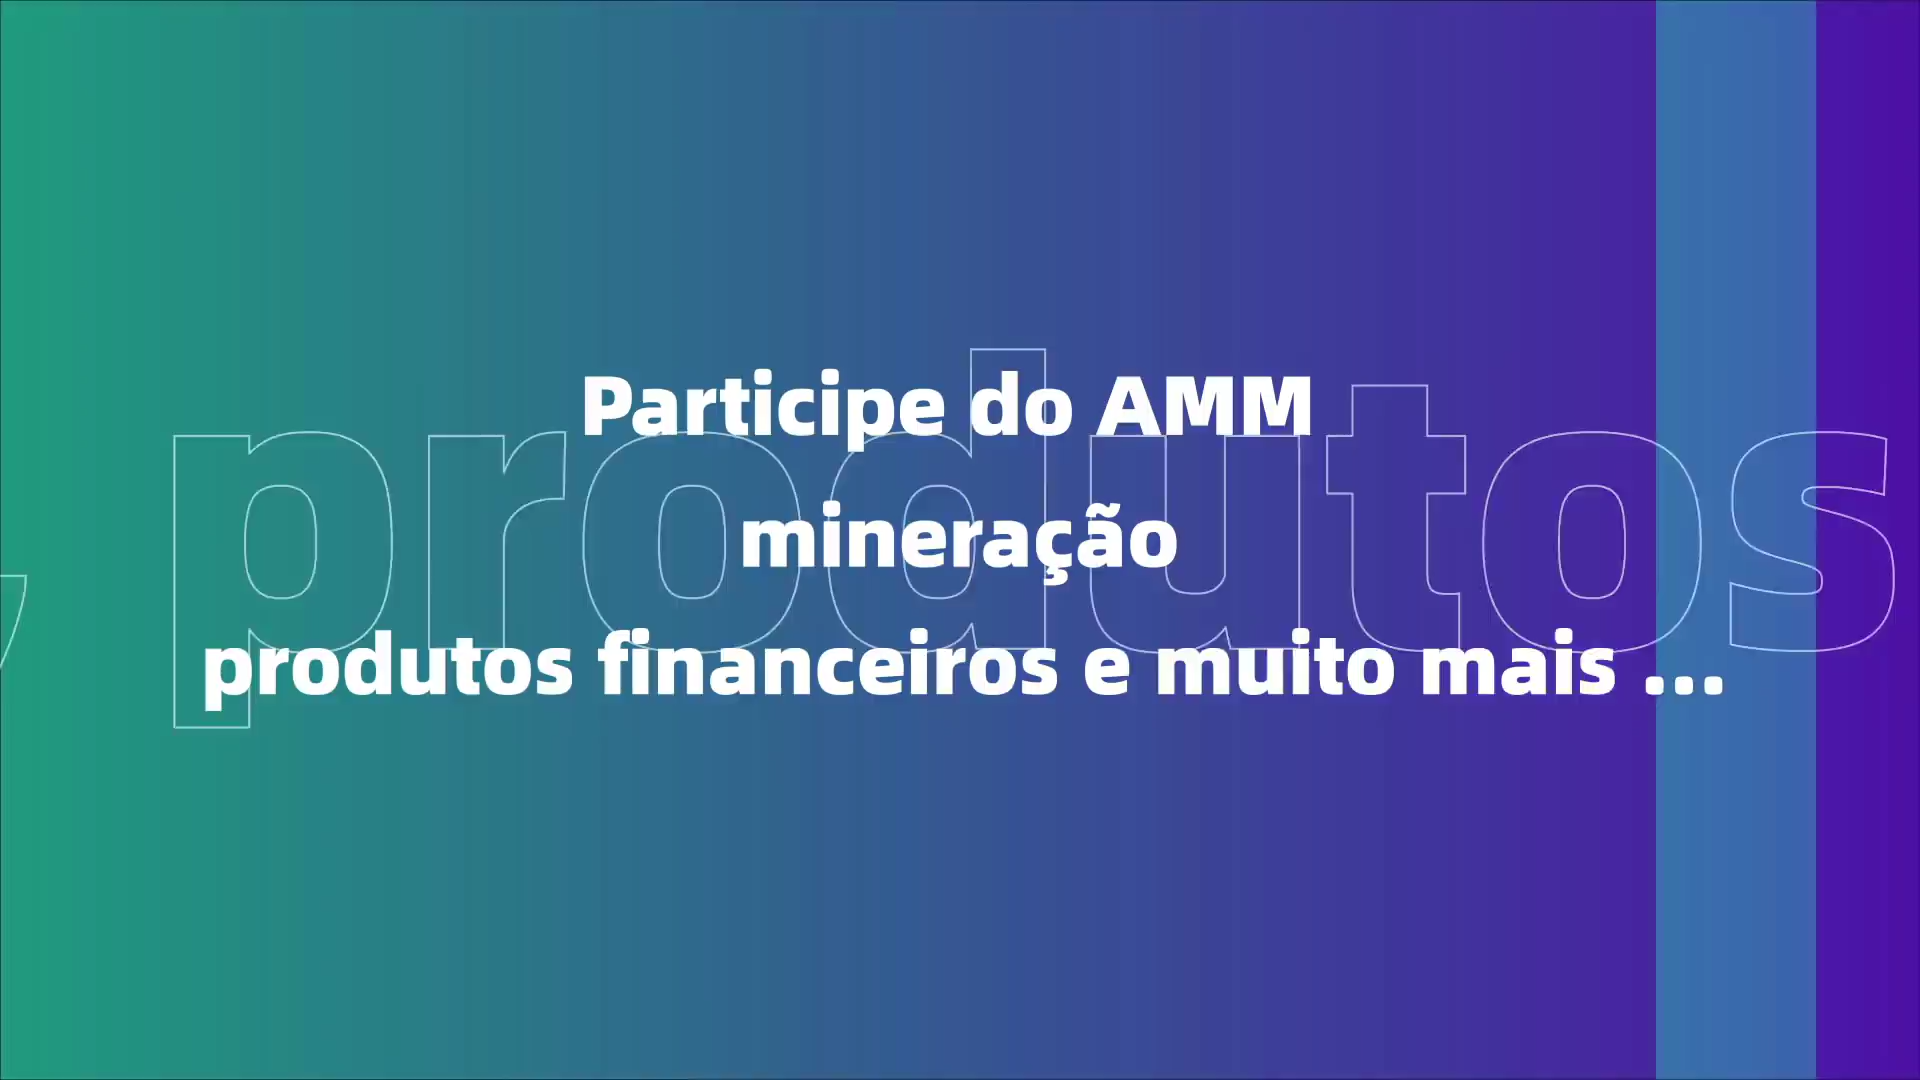 Participe do AMM
mineração
produtos financeiros e muito mais ...
, produtos